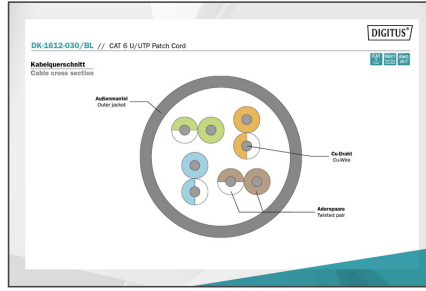 DIGITUS®
DK-1612-030/BL // CAT 6 U/UTP Patch Cord
Kabelquerschnitt
Cable cross section
Außenmantel
Outer jacket
Cu-Draht
Cu-Wire
Adernpaare
Twisted pair